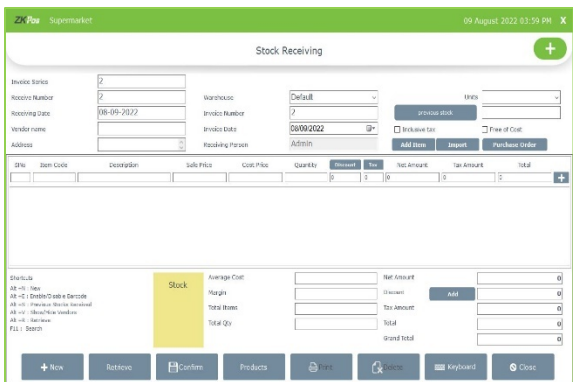 ZKPos Supermarket 09 August 2022 03:59 PM X
Stock Receiving +
Invoice Series 2
Receive Number 2 Warehouse Default Units
Receiving Date 08-09-2022 Invoice Number 2 previous stock
Vendor name Invoice Date 08/09/2022 Inclusive tax Free of Cost
Address Receiving Person Admin Add Item Import Purchase Order
SlNo Item Code Description Sale Price Cost Price Quantity Discount Tax Net Amount Tax Amount Total
0 0 0 0 0 +
Shortcuts
Alt +N : New
Alt +E : Enable/Disable Barcode
Alt +V : Show/Hide Vendors
Alt +R : Retrieve
F11 : Search
Stock
Average Cost Net Amount 0
Margin Discount Add 0
Total Items Tax Amount 0
Total Qty Total 0
Grand Total 0
+ New Retrieve Confirm Products Print Delete Keyboard Close